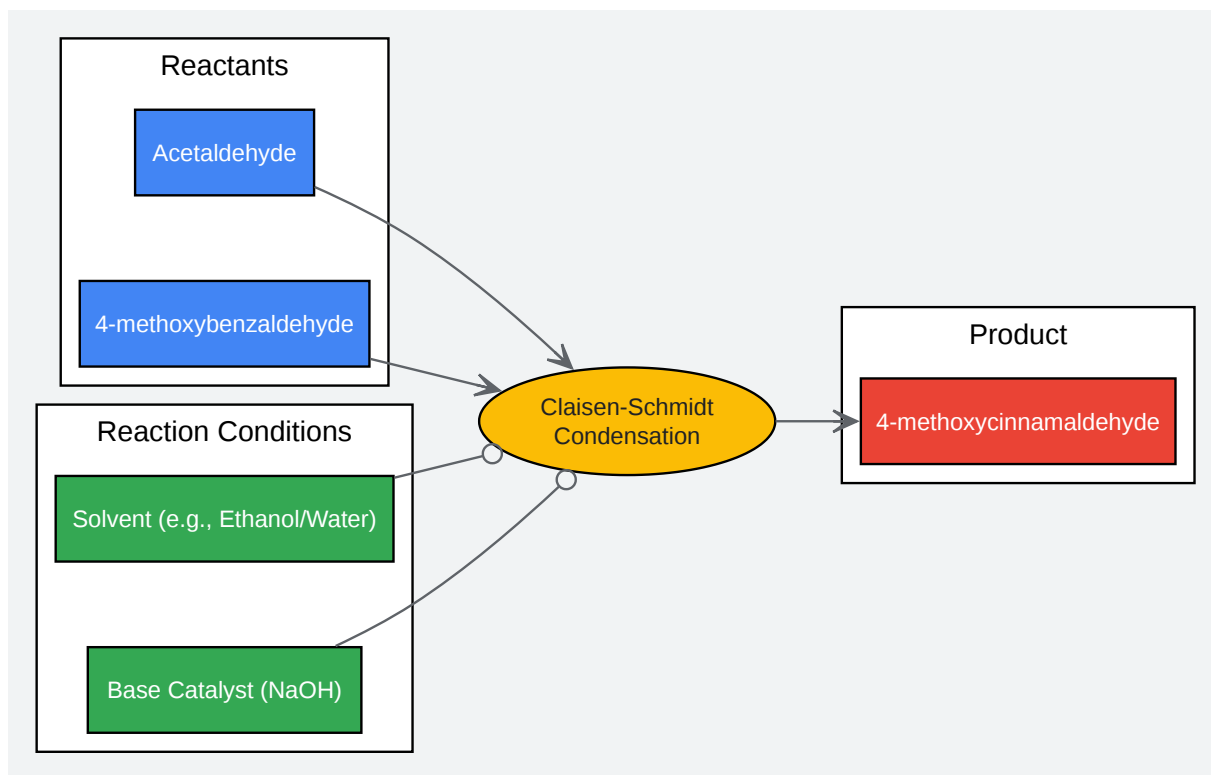 Reactants
Acetaldehyde
4-methoxybenzaldehyde
Reaction Conditions
Solvent (e.g., Ethanol/Water)
Base Catalyst (NaOH)
Claisen-Schmidt
Condensation
Product
4-methoxycinnamaldehyde